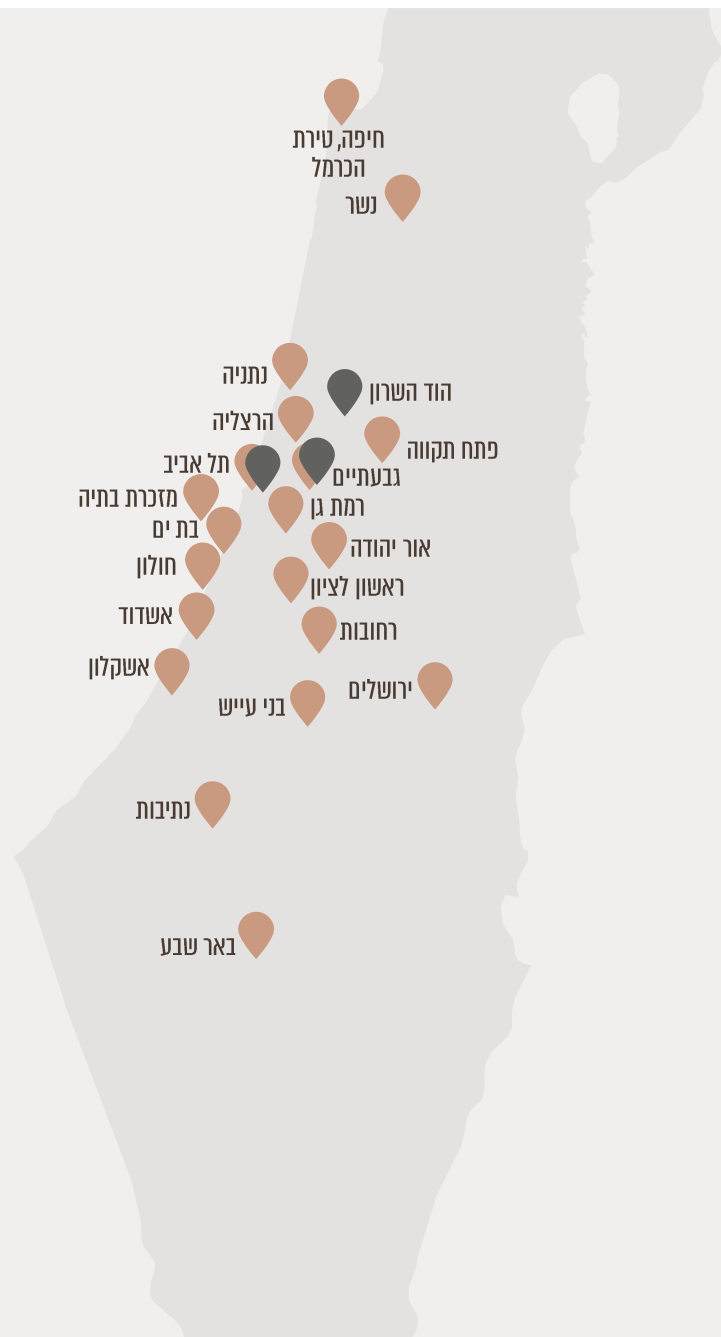 חיפה, טירת
הכרמל
נשר
נתניה
הוד השרון
הרצליה
פתח תקווה
תל אביב
גבעתיים
מזכרת בתיה
רמת גן
בת ים
אור יהודה
חולון
ראשון לציון
אשדוד
רחובות
אשקלון
ירושלים
בני עייש
נתיבות
באר שבע